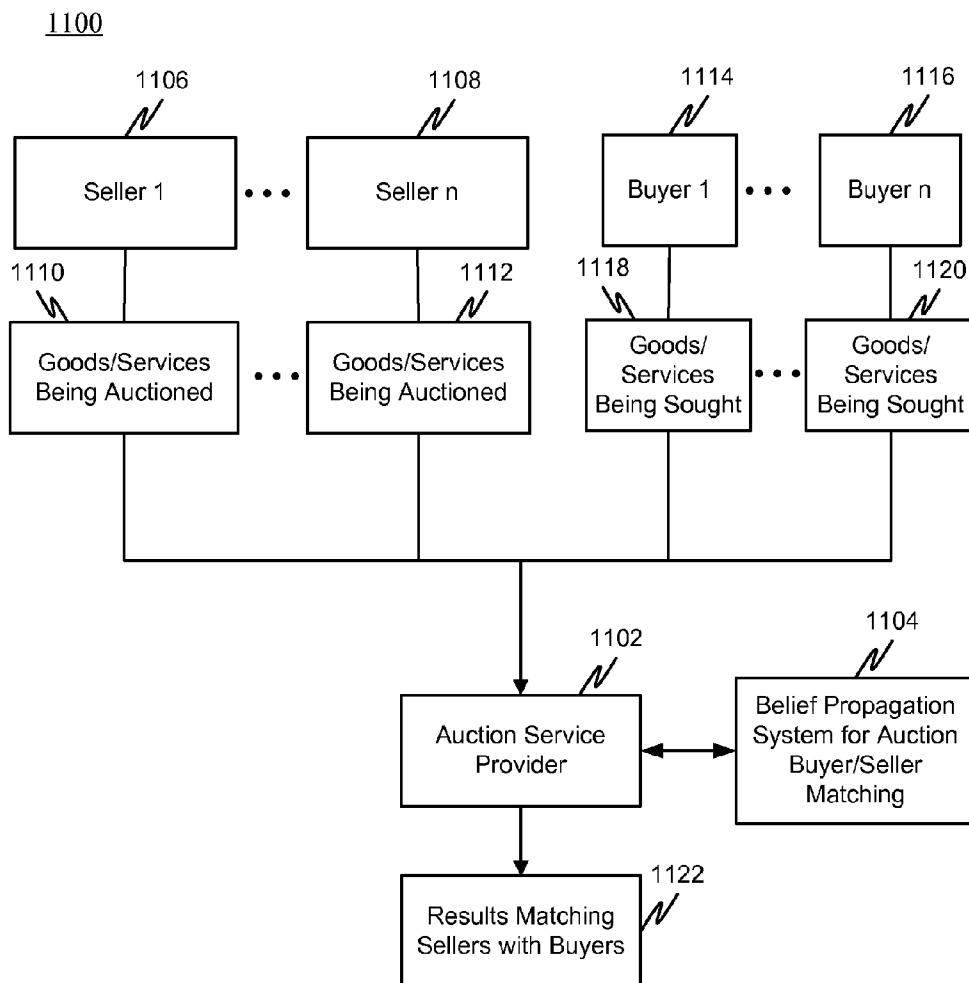 1100
1106
1108
1114
1116
Seller 1
Seller n
Buyer 1
Buyer n
1110
1112
1118
1120
Goods/Services
Being Auctioned
Goods/Services
Being Auctioned
Goods/
Services
Being Sought
Goods/
Services
Being Sought
1102
1104
Auction Service
Provider
Belief Propagation
System for Auction
Buyer/Seller
Matching
1122
Results Matching
Sellers with Buyers